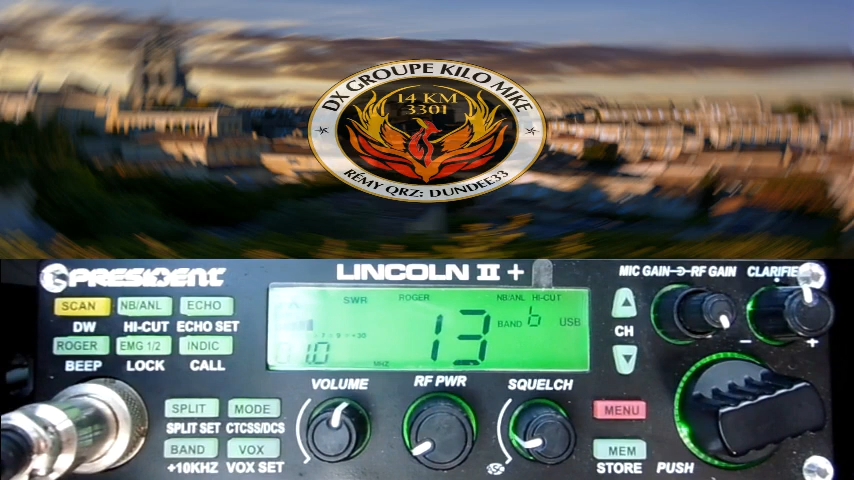 DX GROUPE KILO MIKE
14 KM
3301
RÉMY QRZ: DUNDEE33
PRESIDENT
LINCOLN II +
MIC GAIN RF GAIN CLARIFIER
SCAN NB/ANL ECHO
DW HI-CUT ECHO SET
ROGER EMG 1/2 INDIC
BEEP LOCK CALL
SWR ROGER NB/ANL HI-CUT
13 BAND b USB
MHZ
CH
- +
VOLUME RF PWR SQUELCH
SPLIT MODE
SPLIT SET CTCSS/DCS
BAND VOX
+10KHZ VOX SET
ASC
MENU
MEM
STORE PUSH